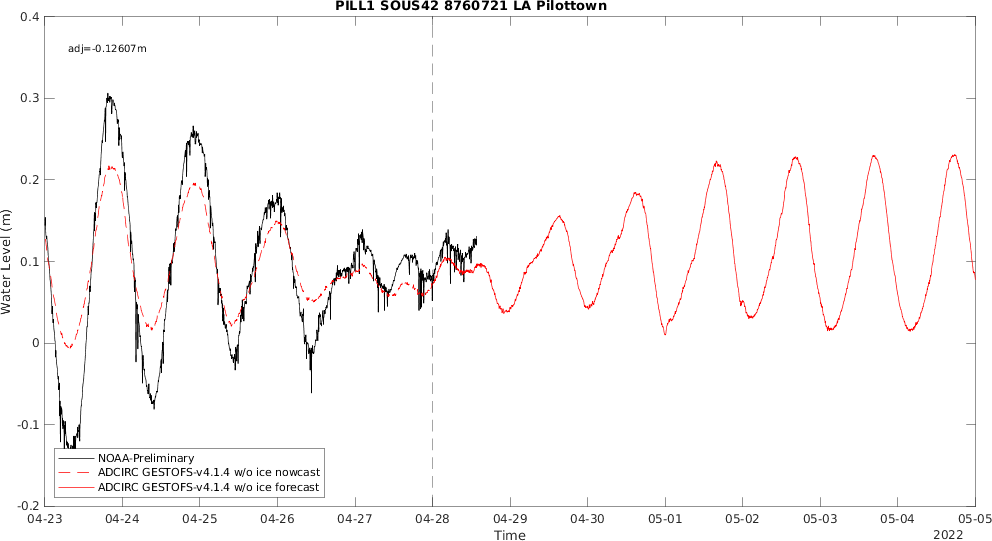 PILL1 SOUS42 8760721 LA Pilottown
adj=-0.12607m
0.4
0.3
0.2
0.1
0
-0.1
-0.2
Water Level (m)
NOAA-Preliminary
ADCIRC GESTOFS-v4.1.4 w/o ice nowcast
ADCIRC GESTOFS-v4.1.4 w/o ice forecast
04-23 04-24 04-25 04-26 04-27 04-28 04-29 04-30 05-01 05-02 05-03 05-04 05-05
Time
2022